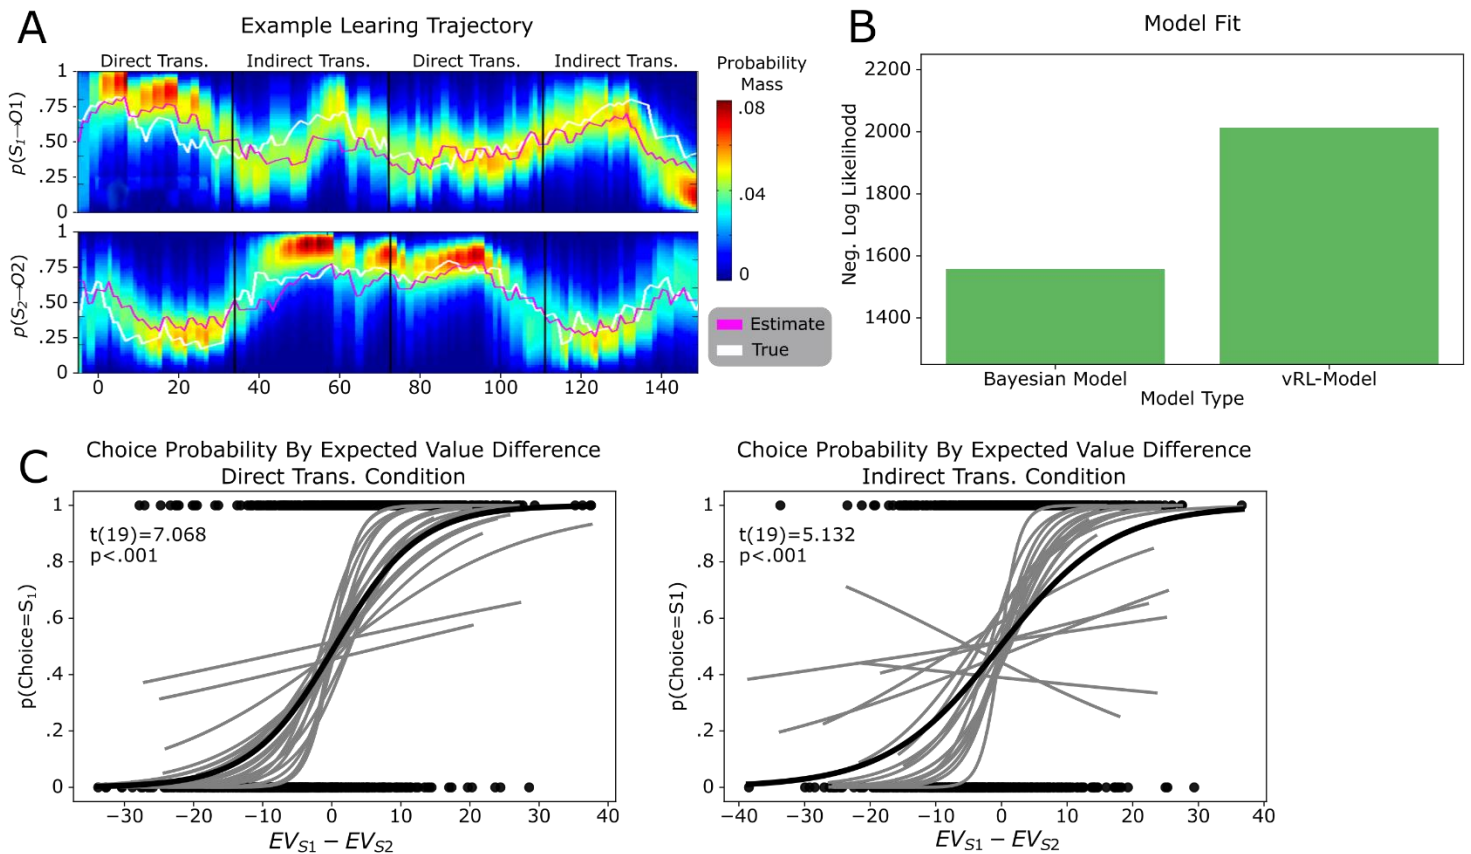 A
Example Learing Trajectory
Direct Trans.
Indirect Trans.
Direct Trans.
Indirect Trans.
p(S₁→O1)
1
.75
.50
.25
0
p(S₂→O2)
1
.75
.50
.25
0
0 20 40 60 80 100 120 140
Probability
Mass
.08
.04
0
Estimate
True
B
Model Fit
Neg. Log Likelihodd
2200
2000
1800
1600
1400
Bayesian Model
vRL-Model
Model Type
C
Choice Probability By Expected Value Difference
Direct Trans. Condition
t(19)=7.068
p<.001
p(Choice=S₁)
1
.8
.6
.4
.2
0
−30 −20 −10 0 10 20 30 40
EV_S1 − EV_S2
Choice Probability By Expected Value Difference
Indirect Trans. Condition
t(19)=5.132
p<.001
p(Choice=S1)
1
.8
.6
.4
.2
0
−40 −30 −20 −10 0 10 20 30 40
EV_S1 − EV_S2